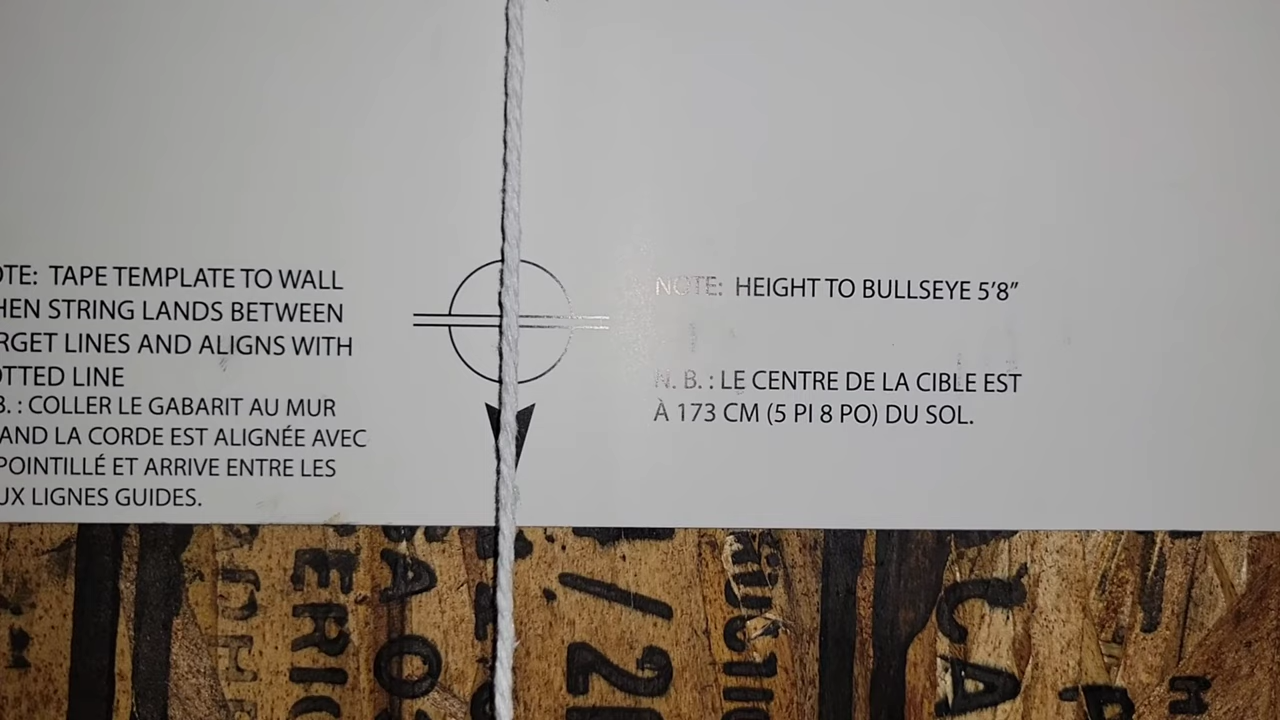 OTE: TAPE TEMPLATE TO WALL
HEN STRING LANDS BETWEEN
RGET LINES AND ALIGNS WITH
OTTED LINE
B. : COLLER LE GABARIT AU MUR
AND LA CORDE EST ALIGNÉE AVEC
POINTILLÉ ET ARRIVE ENTRE LES
UX LIGNES GUIDES.
NOTE: HEIGHT TO BULLSEYE 5'8”
N. B. : LE CENTRE DE LA CIBLE EST
À 173 CM (5 PI 8 PO) DU SOL.